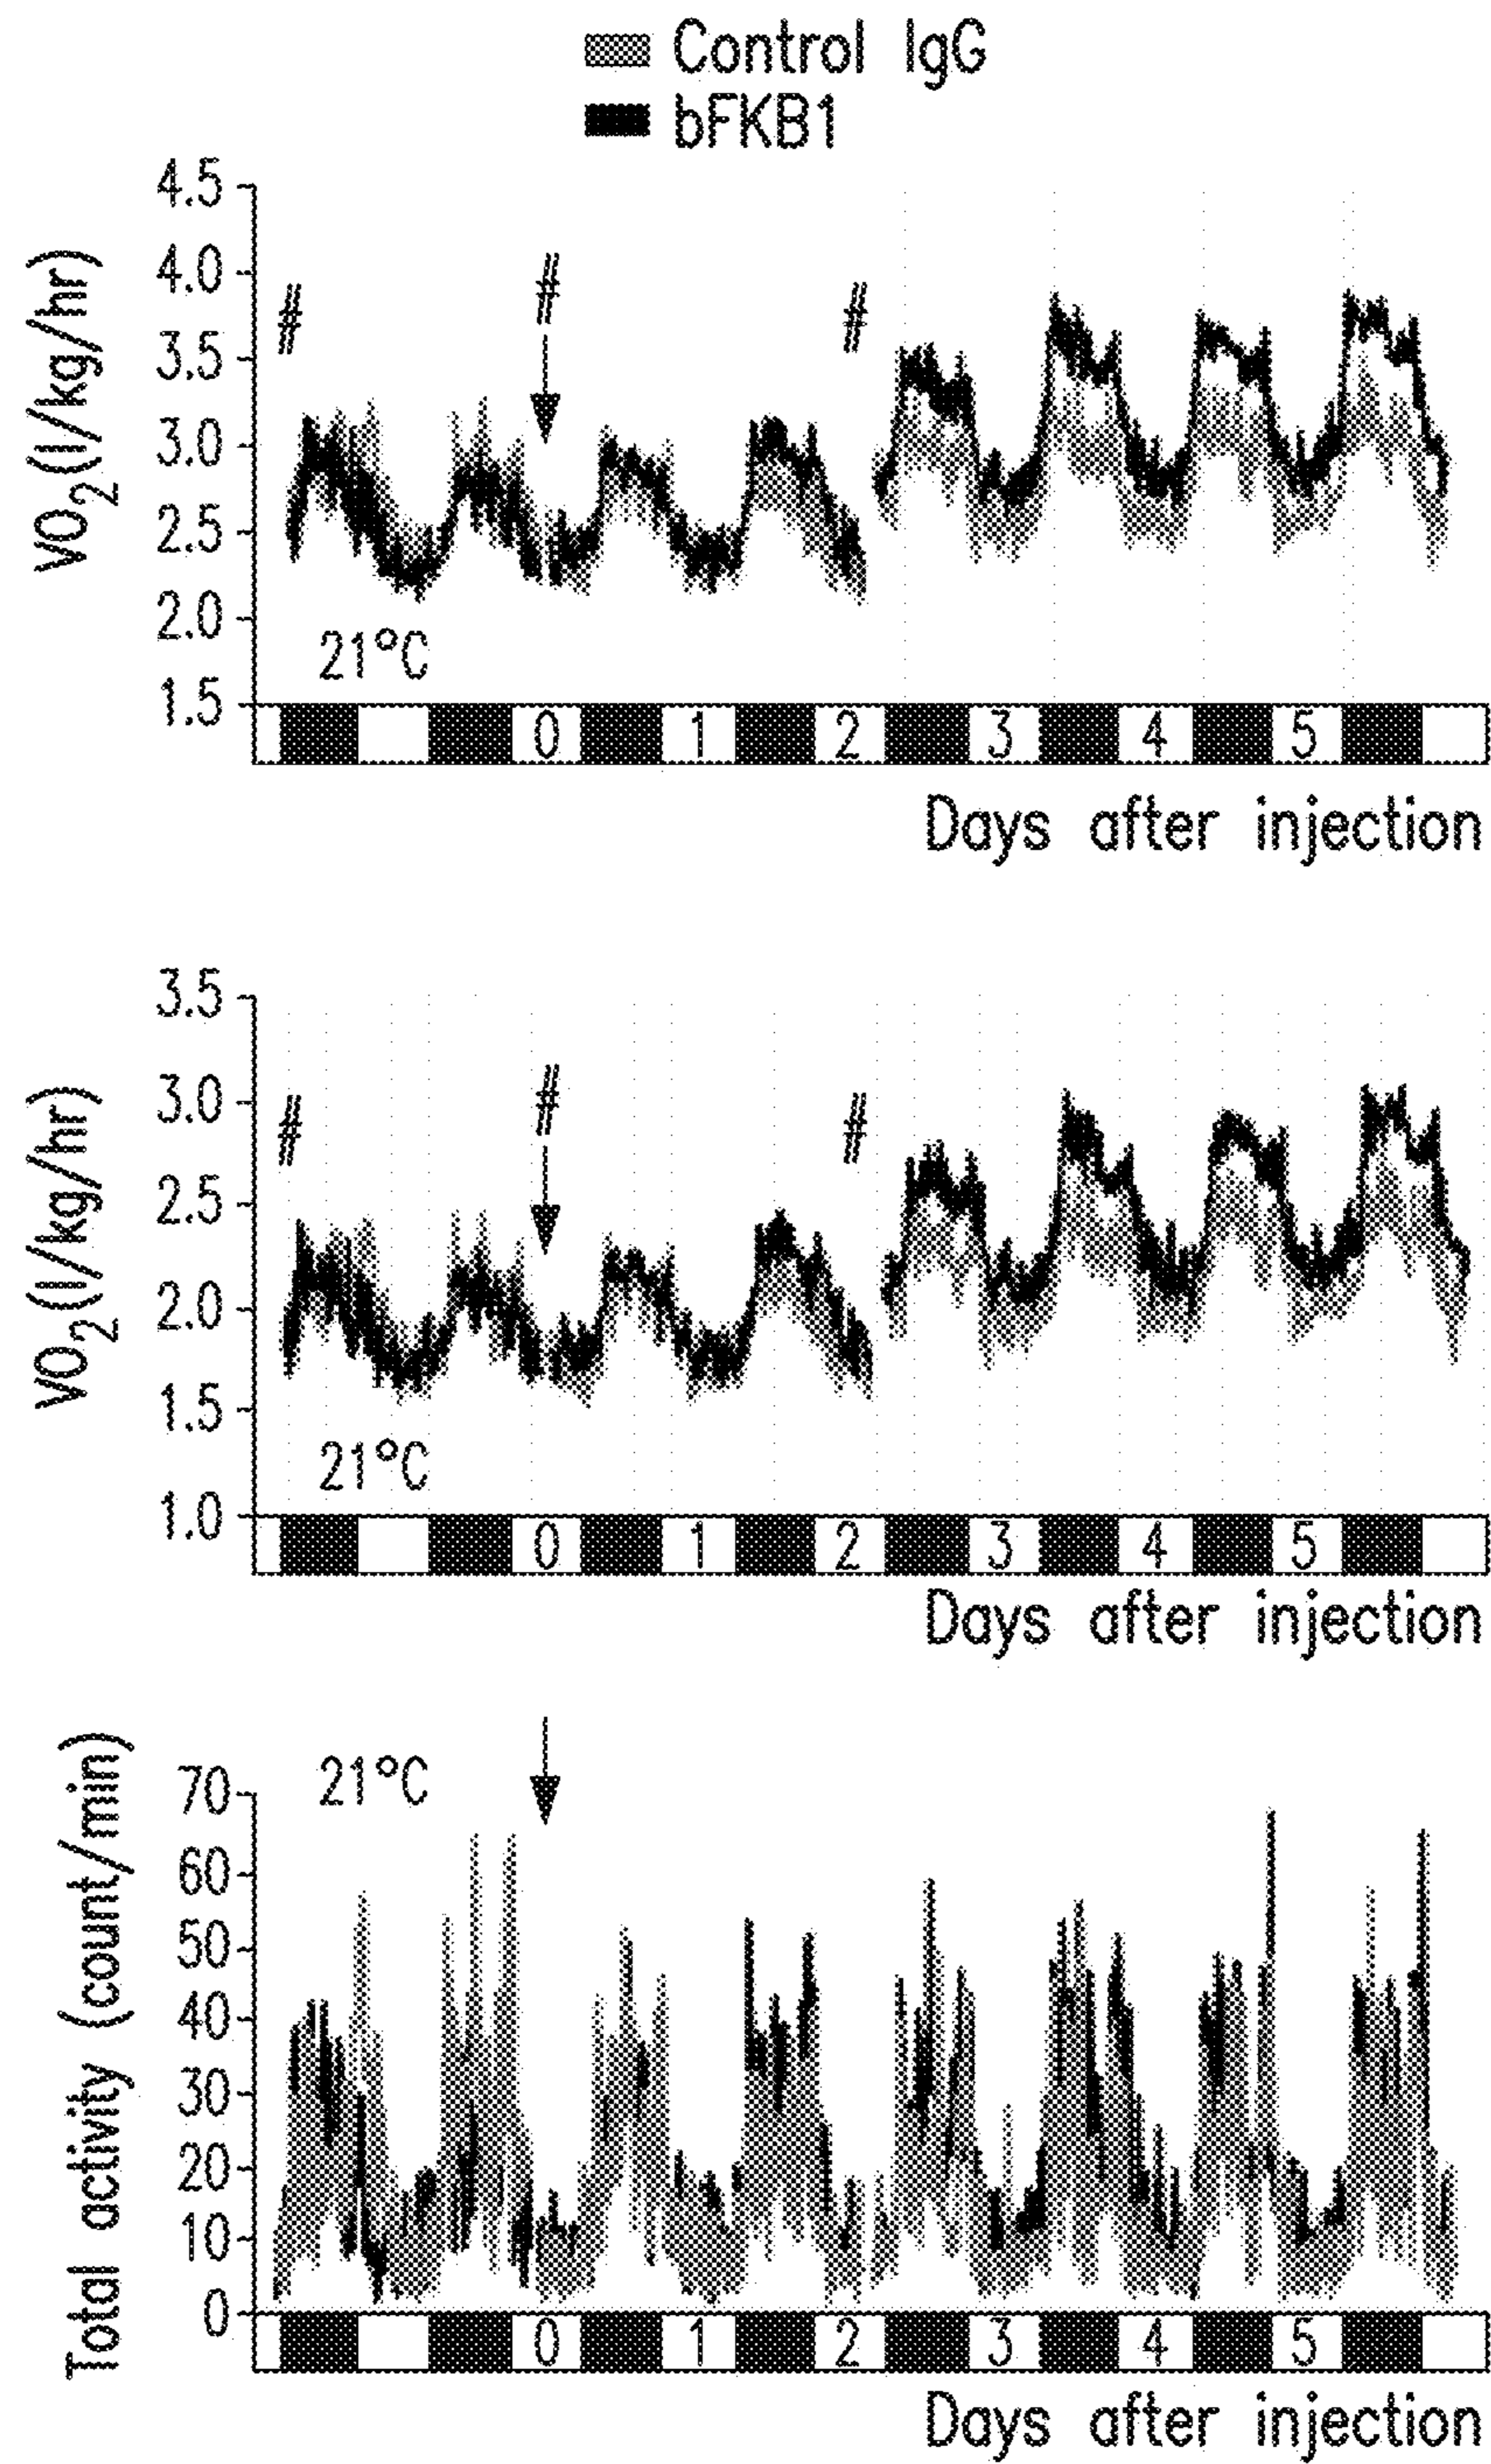 Control IgG
bFKB1
VO2(l/kg/hr)
4.5
4.0
3.5
3.0
2.5
2.0
1.5
#
#
#
21°C
0 1 2 3 4 5
Days after injection
VO2(l/kg/hr)
3.5
3.0
2.5
2.0
1.5
1.0
#
#
#
21°C
0 1 2 3 4 5
Days after injection
Total activity (count/min)
70
60
50
40
30
20
10
0
21°C
0 1 2 3 4 5
Days after injection